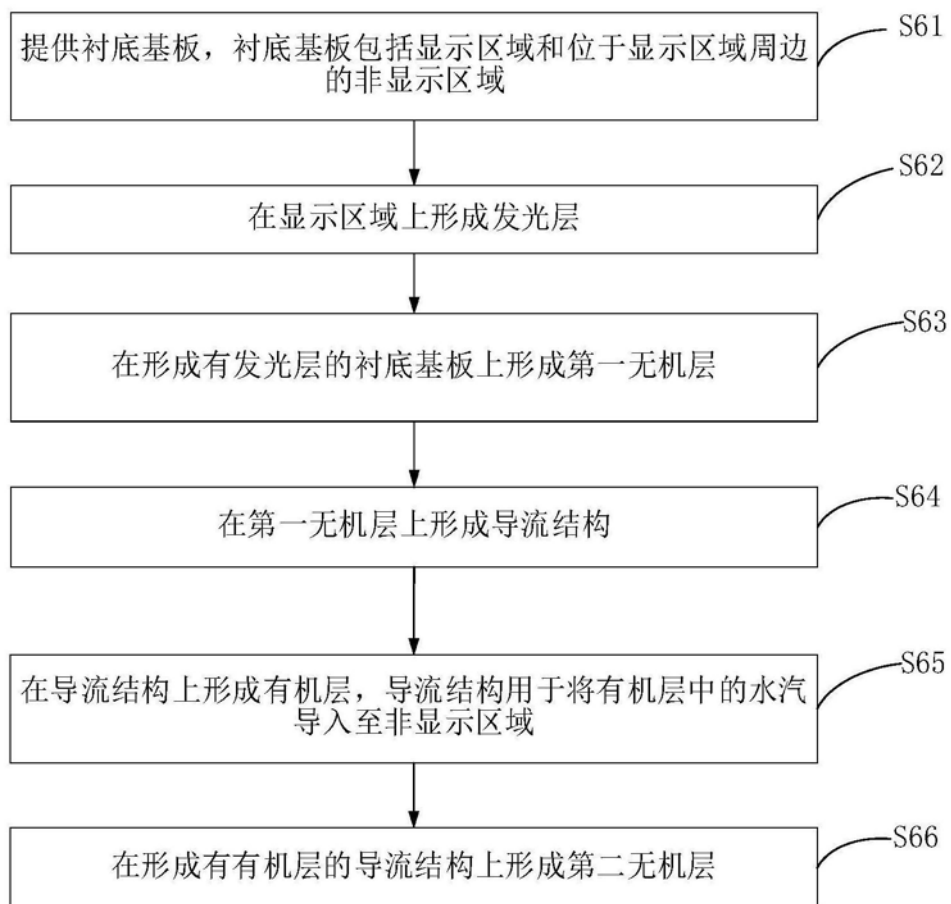 提供衬底基板，衬底基板包括显示区域和位于显示区域周边
的非显示区域
S61
在显示区域上形成发光层
S62
在形成有发光层的衬底基板上形成第一无机层
S63
在第一无机层上形成导流结构
S64
在导流结构上形成有机层，导流结构用于将有机层中的水汽
导入至非显示区域
S65
在形成有有机层的导流结构上形成第二无机层
S66